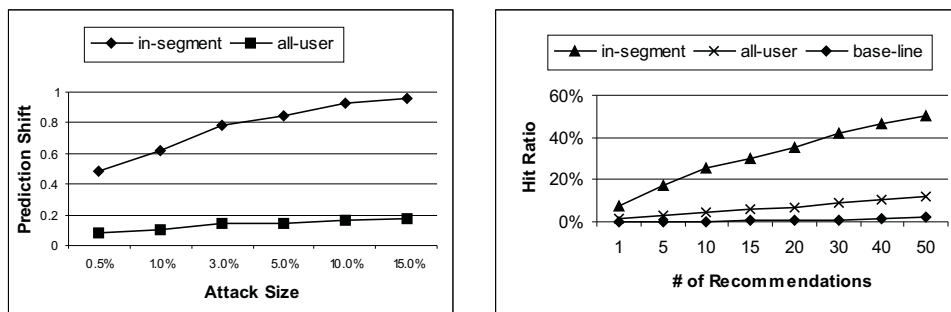 in-segment all-user
Prediction Shift
1
0.8
0.6
0.4
0.2
0
0.5% 1.0% 3.0% 5.0% 10.0% 15.0%
Attack Size
in-segment all-user base-line
Hit Ratio
60%
40%
20%
0%
1 5 10 15 20 30 40 50
# of Recommendations